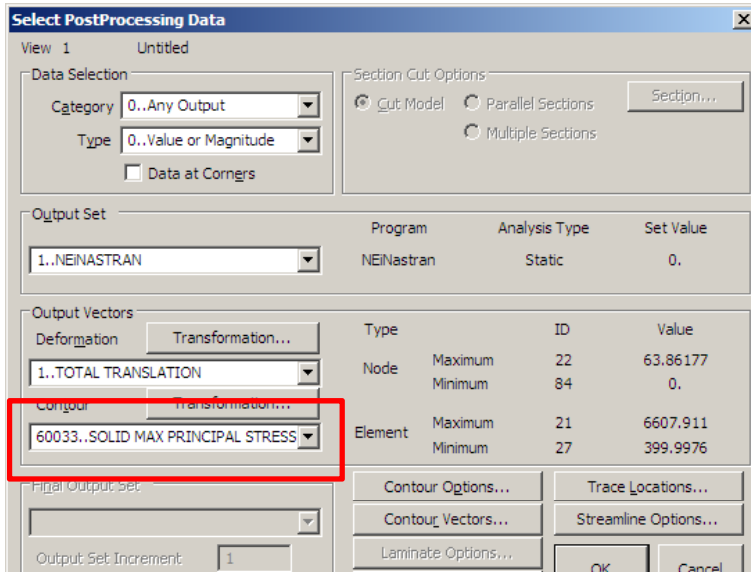 Select PostProcessing Data
View 1 Untitled
Data Selection
Category 0..Any Output
Type 0..Value or Magnitude
Data at Corners
Section Cut Options
Cut Model Parallel Sections Section...
Multiple Sections
Output Set
Program Analysis Type Set Value
1..NEiNASTRAN NEiNastran Static 0.
Output Vectors
Deformation Transformation... Type ID Value
1..TOTAL TRANSLATION Node Maximum 22 63.86177
Minimum 84 0.
Contour Transformation...
60033..SOLID MAX PRINCIPAL STRESS Element Maximum 21 6607.911
Minimum 27 399.9976
Final Output Set Contour Options... Trace Locations...
Contour Vectors... Streamline Options...
Output Set Increment 1 Laminate Options... OK Cancel